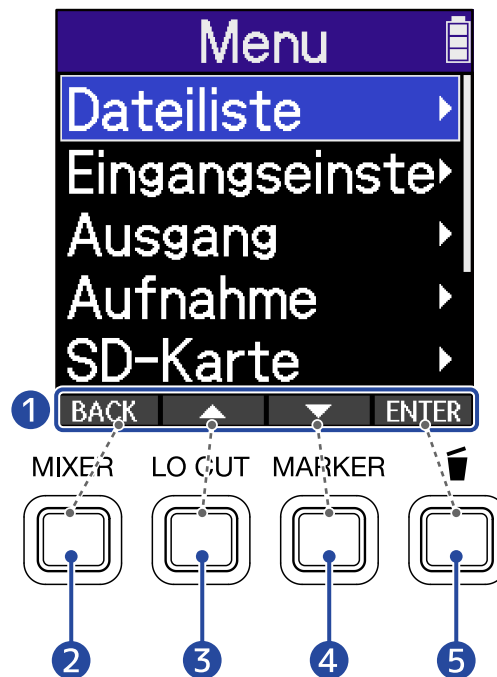 Menu
Dateiliste
Eingangseinste
Ausgang
Aufnahme
SD-Karte
1 BACK ENTER
MIXER LO CUT MARKER
2 3 4 5